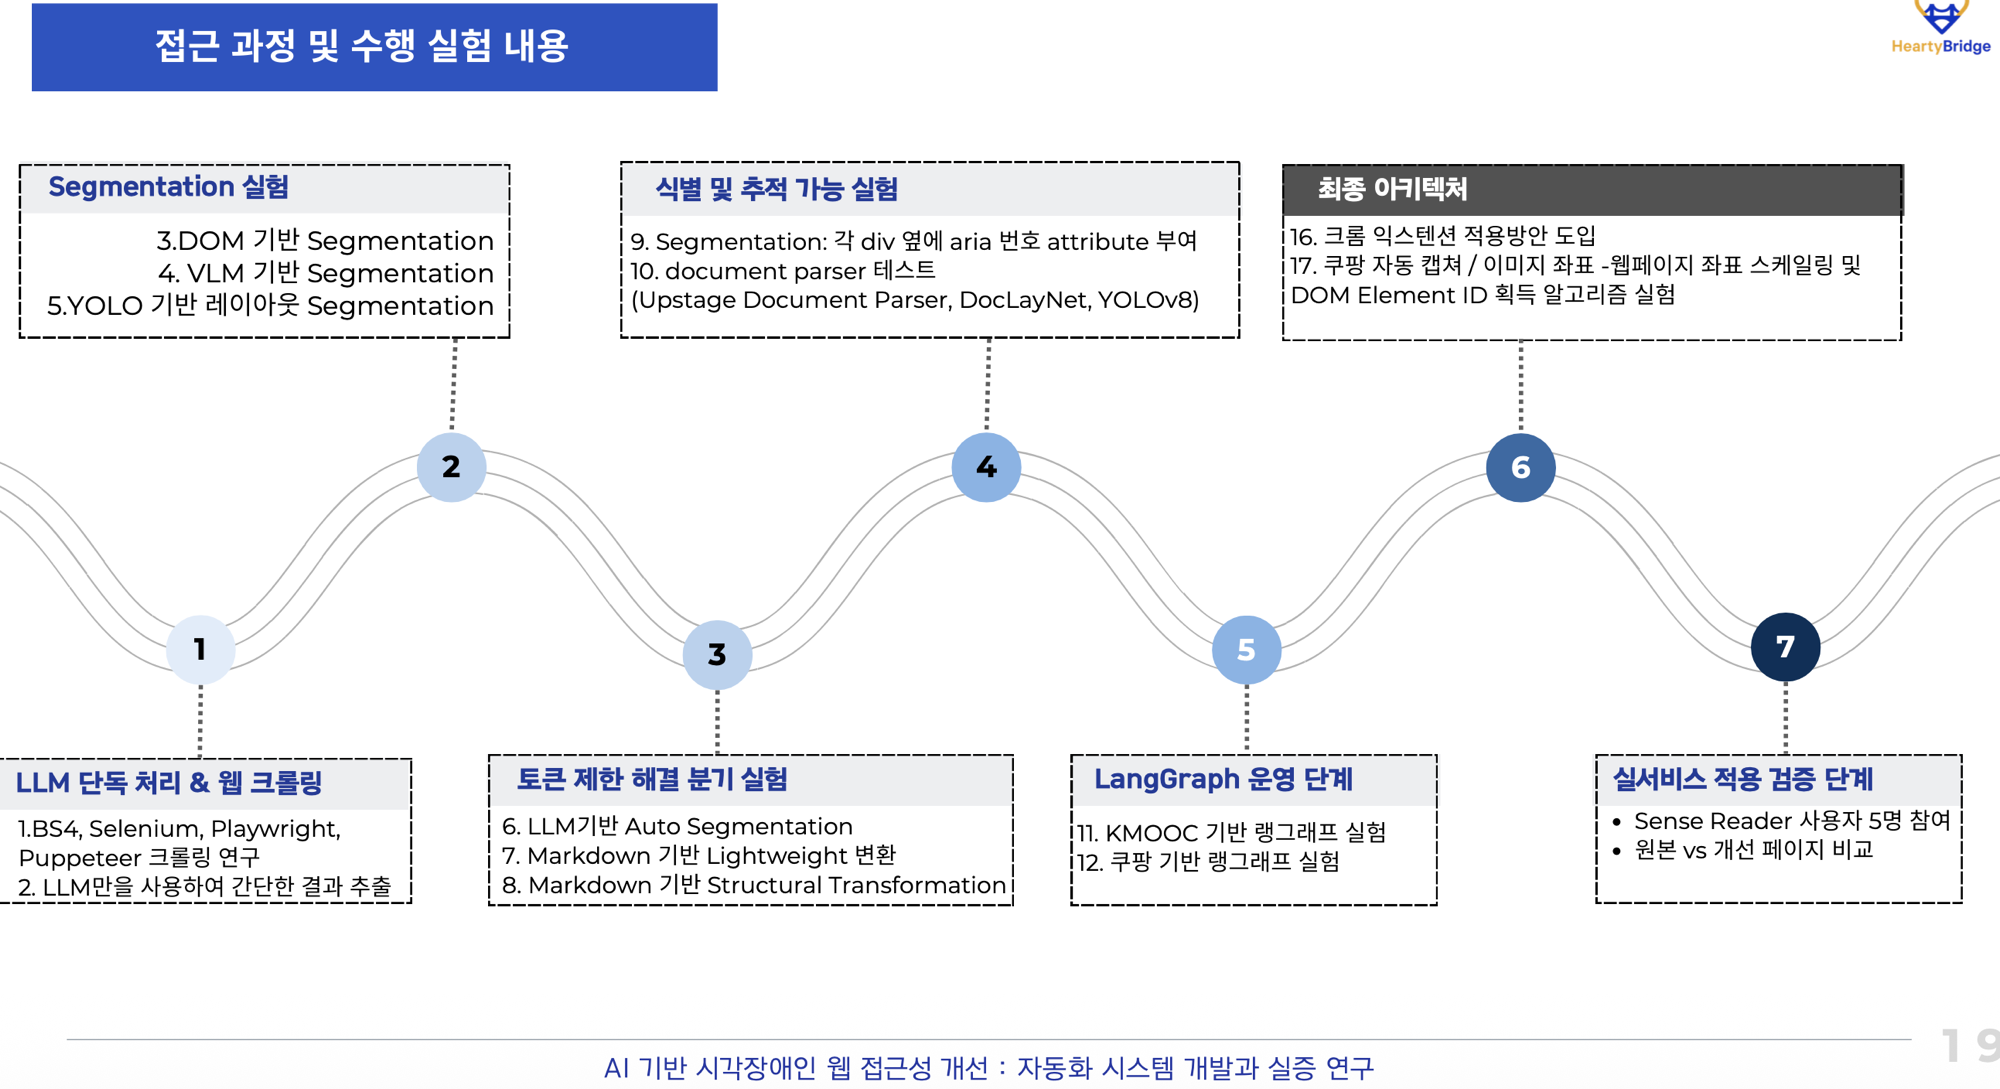 접근 과정 및 수행 실험 내용
HeartyBridge
Segmentation 실험
3.DOM 기반 Segmentation
4. VLM 기반 Segmentation
5.YOLO 기반 레이아웃 Segmentation
식별 및 추적 가능 실험
9. Segmentation: 각 div 옆에 aria 번호 attribute 부여
10. document parser 테스트
(Upstage Document Parser, DocLayNet, YOLOv8)
최종 아키텍처
16. 크롬 익스텐션 적용방안 도입
17. 쿠팡 자동 캡쳐 / 이미지 좌표 -웹페이지 좌표 스케일링 및
DOM Element ID 획득 알고리즘 실험
2
4
6
1
3
5
7
LLM 단독 처리 & 웹 크롤링
1.BS4, Selenium, Playwright,
Puppeteer 크롤링 연구
2. LLM만을 사용하여 간단한 결과 추출
토큰 제한 해결 분기 실험
6. LLM기반 Auto Segmentation
7. Markdown 기반 Lightweight 변환
8. Markdown 기반 Structural Transformation
LangGraph 운영 단계
11. KMOOC 기반 랭그래프 실험
12. 쿠팡 기반 랭그래프 실험
실서비스 적용 검증 단계
• Sense Reader 사용자 5명 참여
• 원본 vs 개선 페이지 비교
AI 기반 시각장애인 웹 접근성 개선 : 자동화 시스템 개발과 실증 연구
19